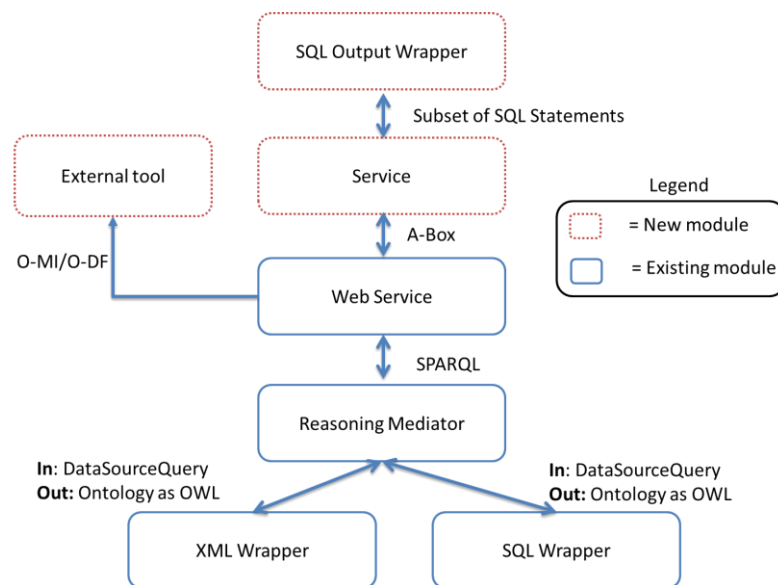 SQL Output Wrapper
Subset of SQL Statements
External tool
Service
Legend
= New module
= Existing module
A-Box
O-MI/O-DF
Web Service
SPARQL
Reasoning Mediator
In: DataSourceQuery
Out: Ontology as OWL
In: DataSourceQuery
Out: Ontology as OWL
XML Wrapper
SQL Wrapper